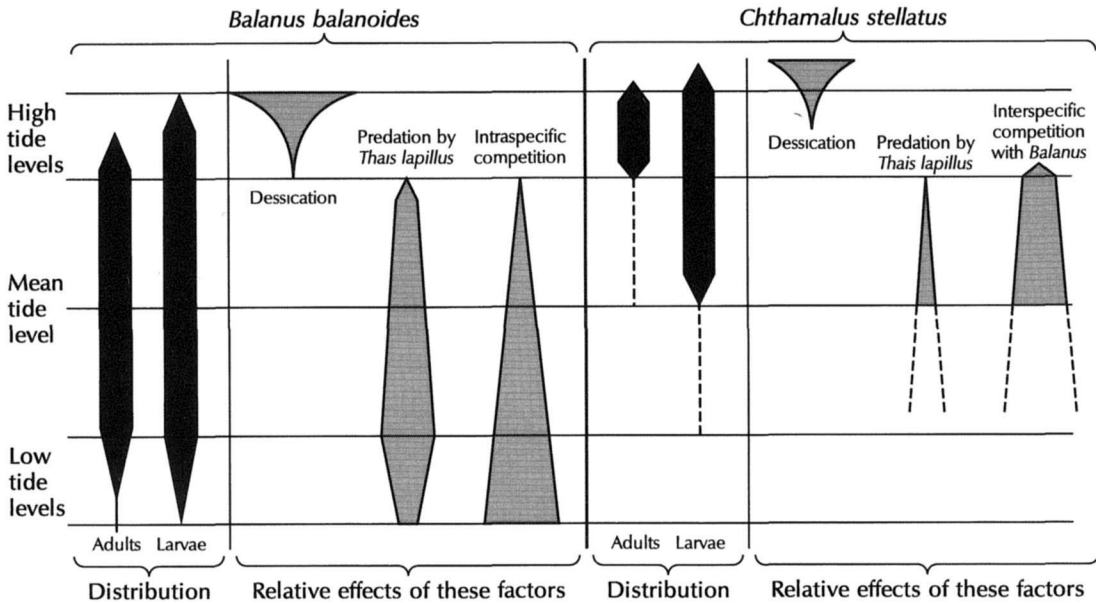 Balanus balanoides
Chthamalus stellatus
High
tide
levels
Mean
tide
level
Low
tide
levels
Dessication
Predation by
Thais lapillus
Intraspecific
competition
Dessication
Predation by
Thais lapillus
Interspecific
competition
with Balanus
Adults Larvae
Adults Larvae
Distribution
Relative effects of these factors
Distribution
Relative effects of these factors